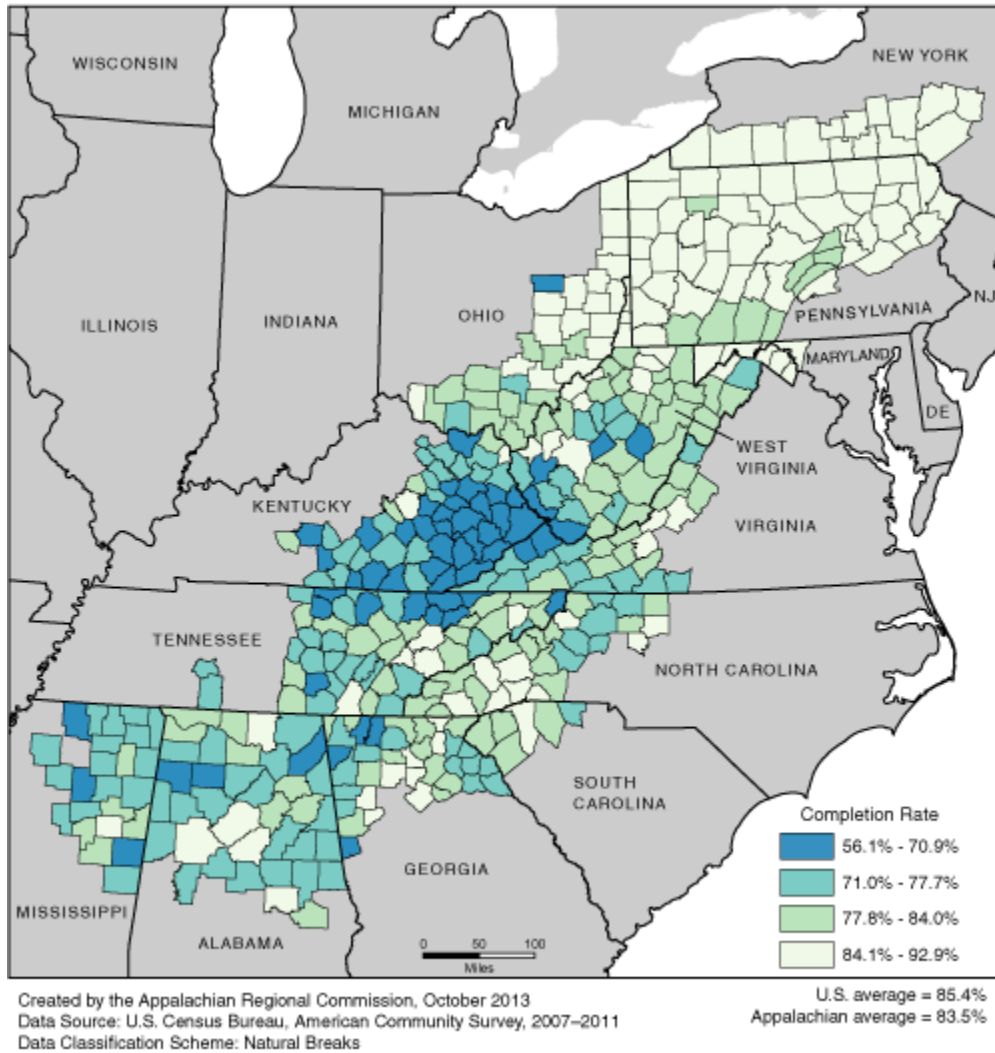 WISCONSIN
NEW YORK
MICHIGAN
ILLINOIS
INDIANA
OHIO
PENNSYLVANIA
NJ
MARYLAND
DE
WEST
VIRGINIA
KENTUCKY
VIRGINIA
TENNESSEE
NORTH CAROLINA
SOUTH
CAROLINA
GEORGIA
MISSISSIPPI
ALABAMA
0 50 100
Miles
Completion Rate
56.1% - 70.9%
71.0% - 77.7%
77.8% - 84.0%
84.1% - 92.9%
Created by the Appalachian Regional Commission, October 2013
Data Source: U.S. Census Bureau, American Community Survey, 2007–2011
Data Classification Scheme: Natural Breaks
U.S. average = 85.4%
Appalachian average = 83.5%